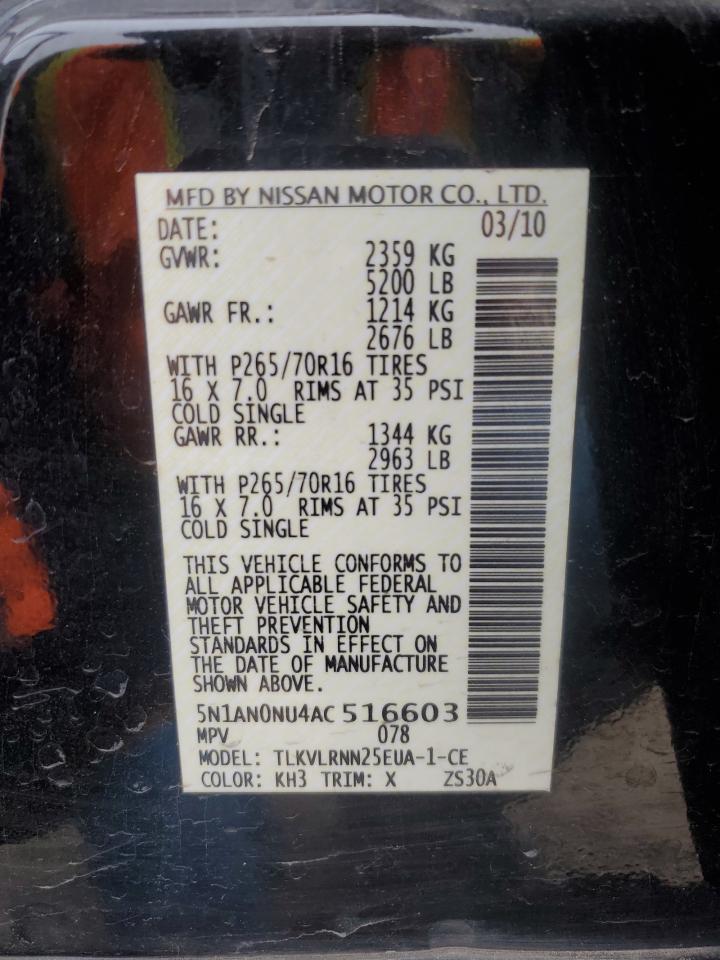 MFD BY NISSAN MOTOR CO., LTD.
DATE: 03/10
GVWR: 2359 KG
5200 LB
GAWR FR.: 1214 KG
2676 LB
WITH P265/70R16 TIRES
16 X 7.0 RIMS AT 35 PSI
COLD SINGLE
GAWR RR.: 1344 KG
2963 LB
WITH P265/70R16 TIRES
16 X 7.0 RIMS AT 35 PSI
COLD SINGLE
THIS VEHICLE CONFORMS TO
ALL APPLICABLE FEDERAL
MOTOR VEHICLE SAFETY AND
THEFT PREVENTION
STANDARDS IN EFFECT ON
THE DATE OF MANUFACTURE
SHOWN ABOVE.
5N1AN0NU4AC 516603
MPV 078
MODEL: TLKVLRNN25EUA-1-CE
COLOR: KH3 TRIM: X ZS30A